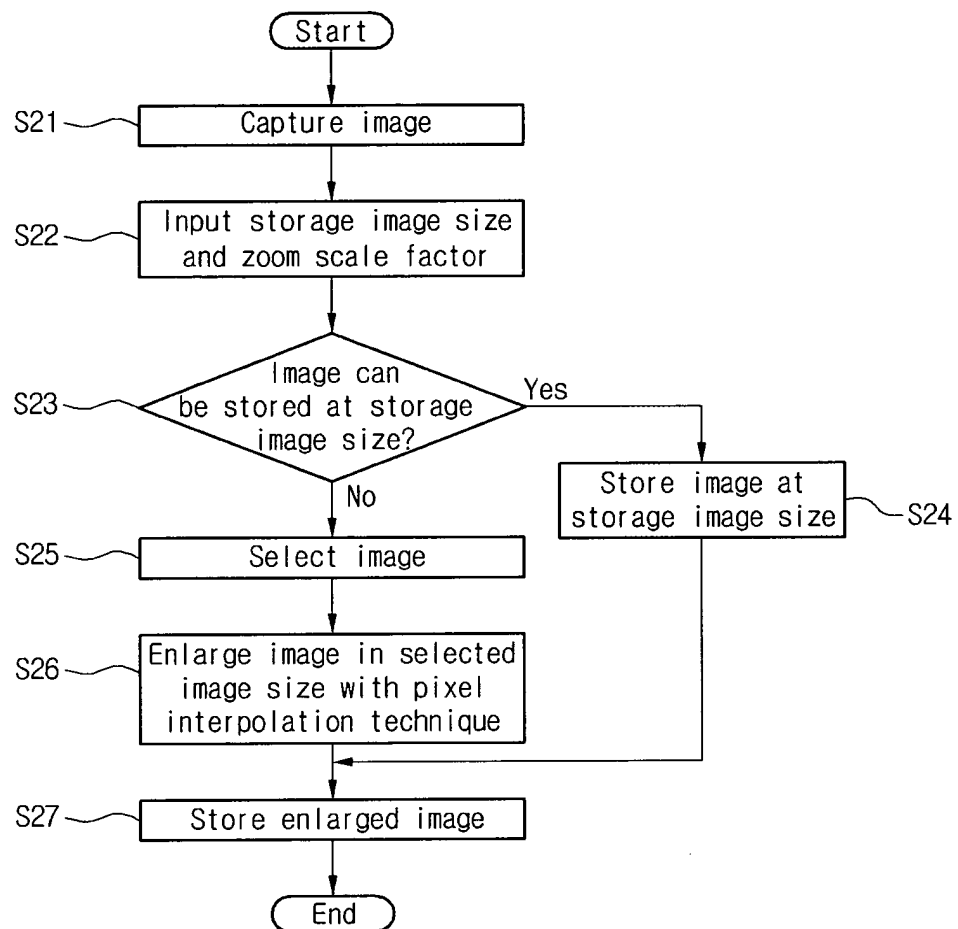 Start
S21
Capture image
S22
Input storage image size
and zoom scale factor
S23
Image can
be stored at storage
image size?
Yes
No
Store image at
storage image size
S24
S25
Select image
S26
Enlarge image in selected
image size with pixel
interpolation technique
S27
Store enlarged image
End